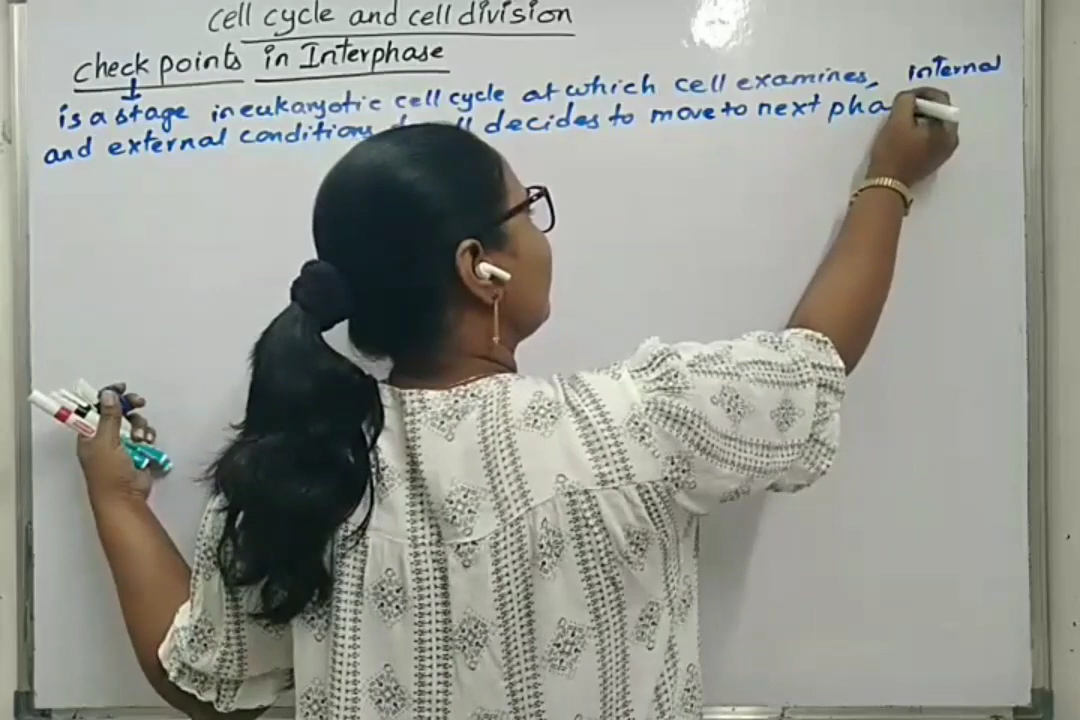 cell cycle and cell division
check points in Interphase
is a stage in eukaryotic cell cycle at which cell examines, internal
and external conditions decides to move to next pha